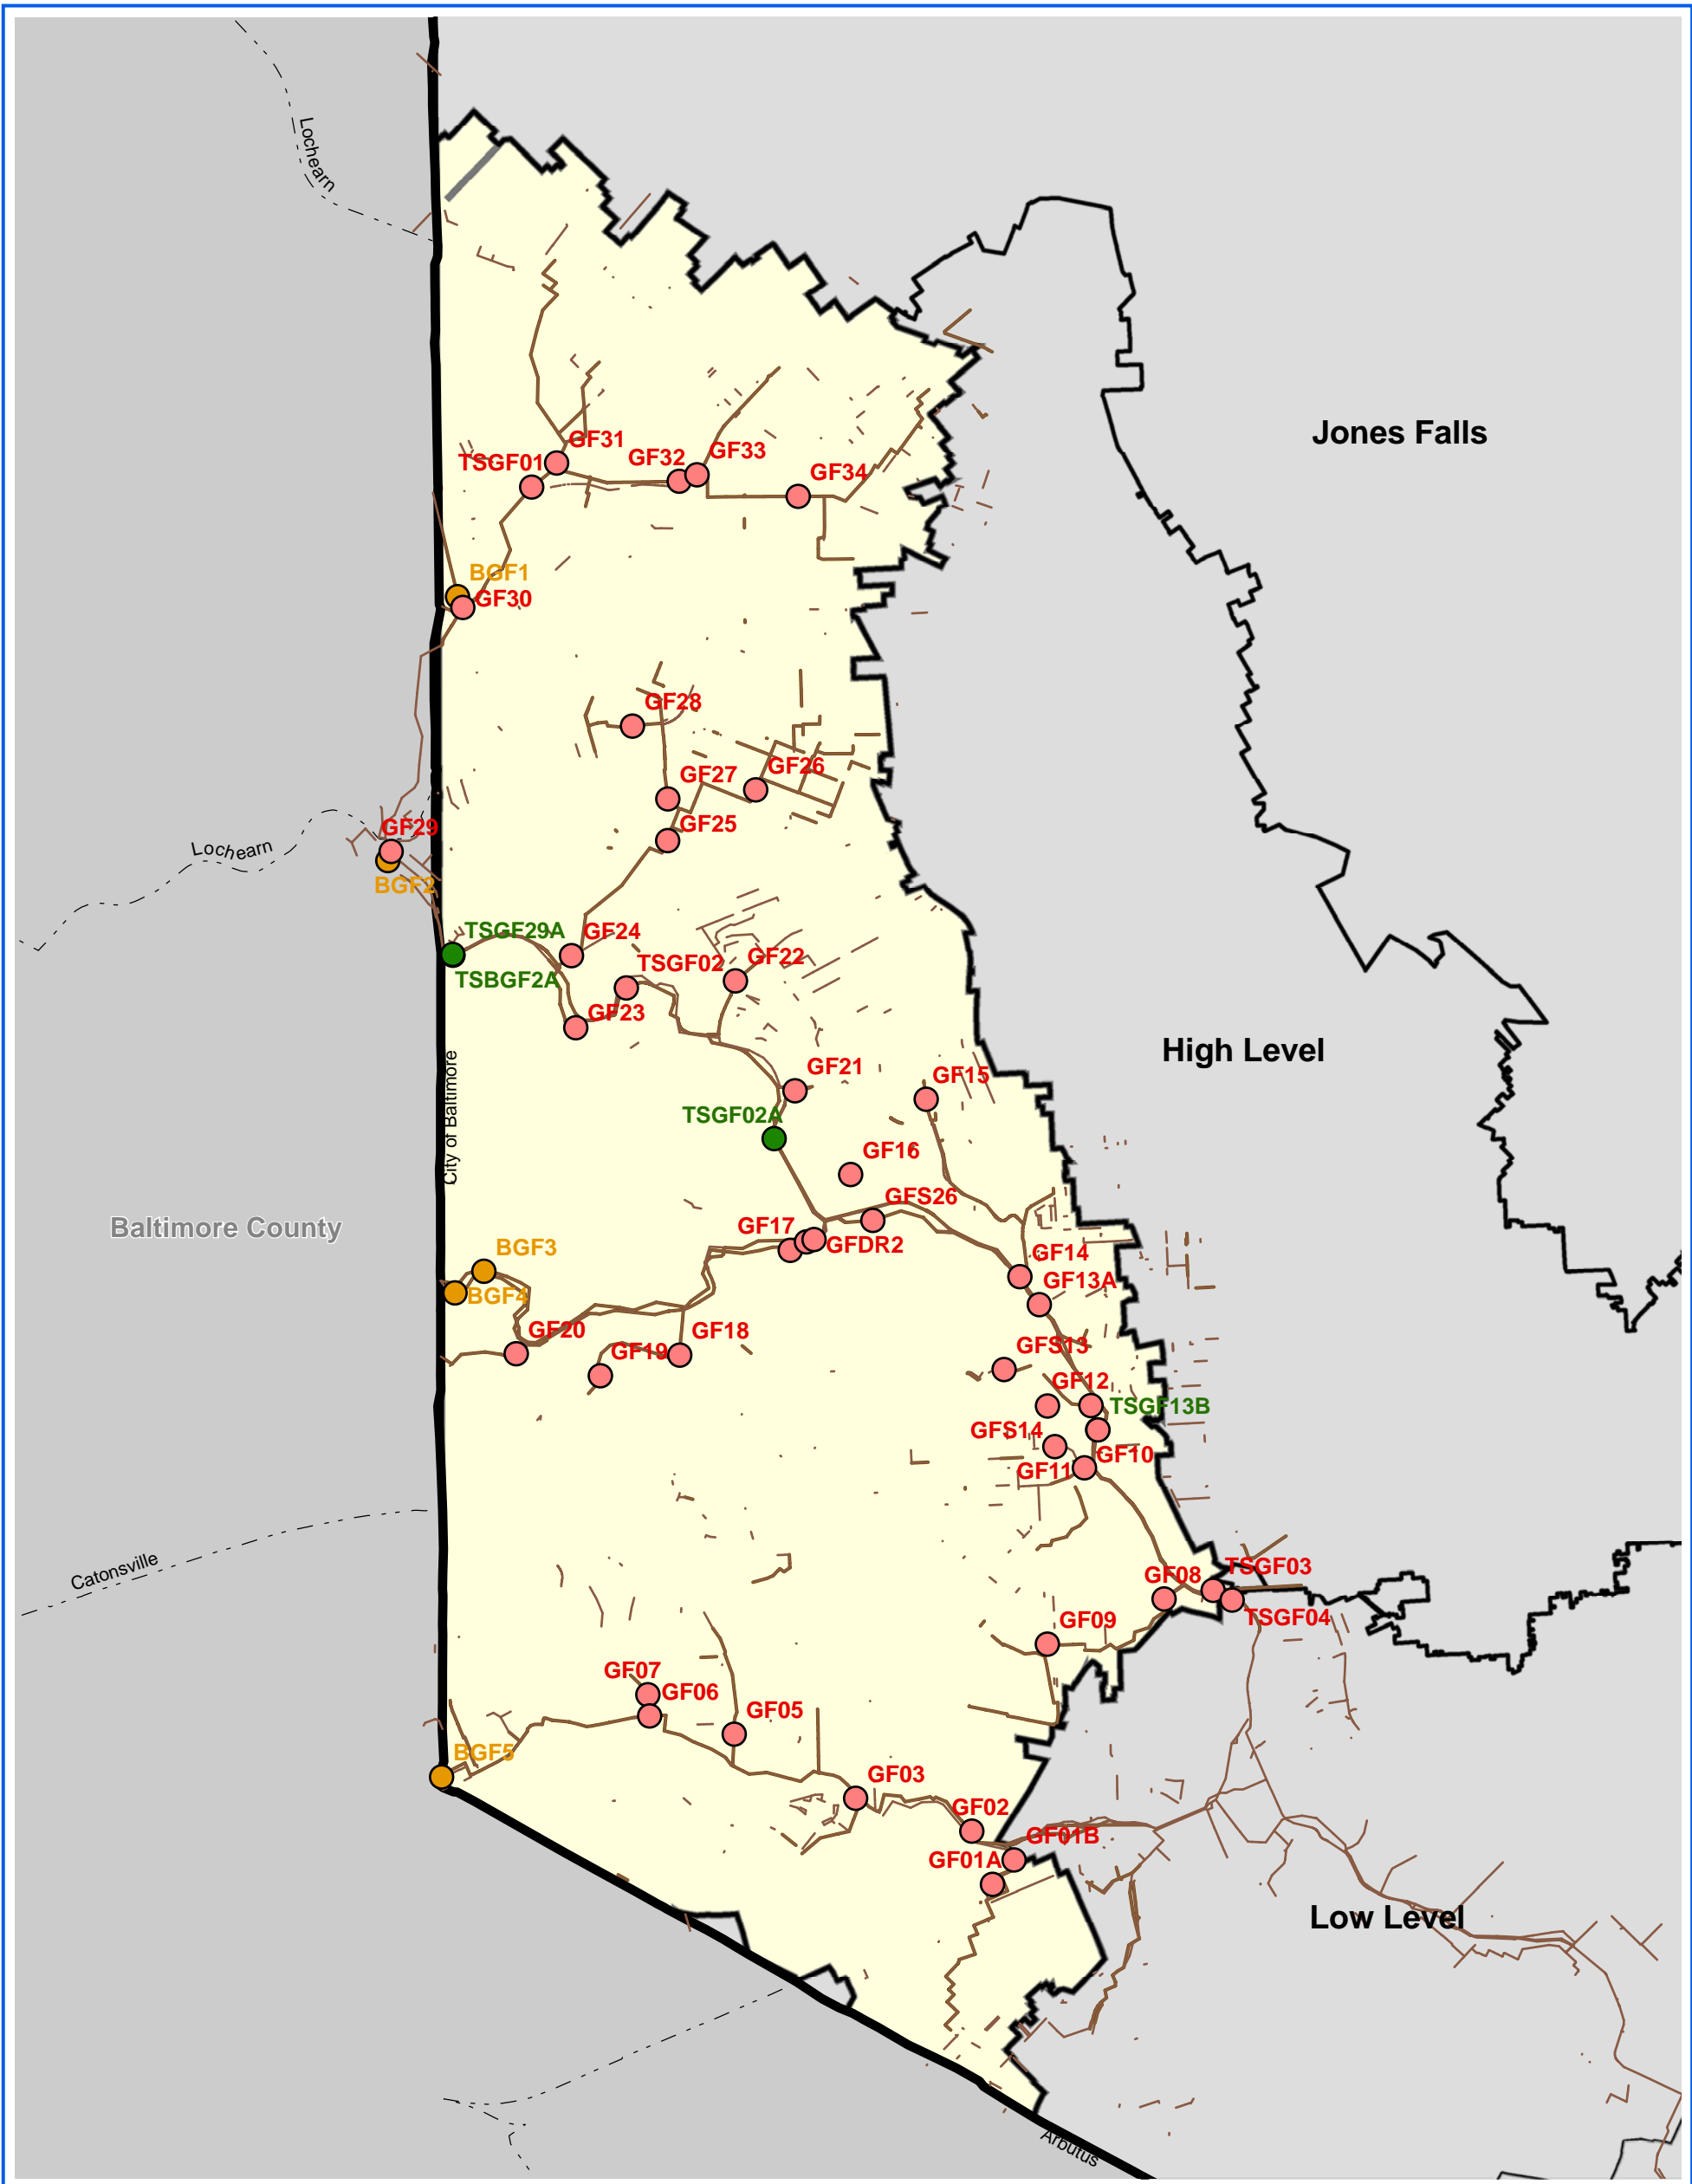 Lochearn
Jones Falls
GF31
TSGF01
GF32
GF33
GF34
BGF1
GF30
GF28
GF27
GF26
GF25
GF29
Lochearn
BGF2
TSGF29A
GF24
TSBGF2A
TSGF02
GF22
GF23
High Level
City of Baltimore
GF21
GF15
TSGF02A
GF16
GFS26
Baltimore County
GF17
GFDR2
BGF3
GF14
BGF4
GF13A
GF20
GF18
GF19
GFS13
GF12
TSGF13B
GFS14
GF10
GF11
Catonsville
GF08
TSGF03
GF09
TSGF04
GF07
GF06
GF05
BGF5
GF03
GF02
GF01B
GF01A
Low Level
Arbutus